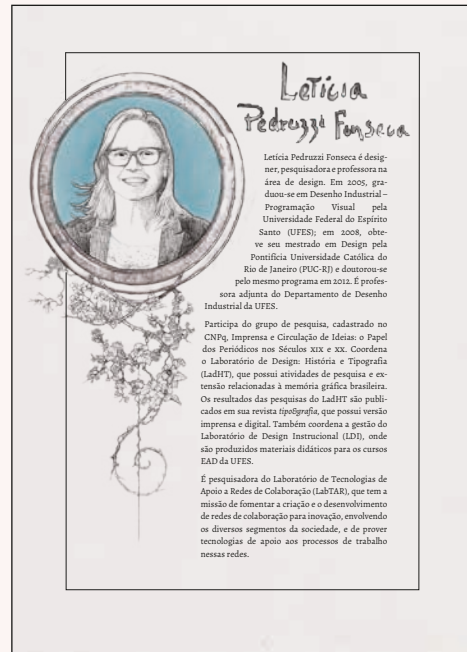 Letícia
Pedruzzi Fonseca
Letícia Pedruzzi Fonseca é desig-
ner, pesquisadora e professora na
área de design. Em 2005, gra-
duou-se em Desenho Industrial –
Programação Visual pela
Universidade Federal do Espírito
Santo (UFES); em 2008, obte-
ve seu mestrado em Design pela
Pontifícia Universidade Católica do
Rio de Janeiro (PUC-RJ) e doutorou-se
pelo mesmo programa em 2012. É profes-
sora adjunta do Departamento de Desenho
Industrial da UFES.
Participa do grupo de pesquisa, cadastrado no
CNPq, Imprensa e Circulação de Ideias: o Papel
dos Periódicos nos Séculos XIX e XX. Coordena
o Laboratório de Design: História e Tipografia
(LadHT), que possui atividades de pesquisa e ex-
tensão relacionadas à memória gráfica brasileira.
Os resultados das pesquisas do LadHT são publi-
cados em sua revista tipo&grafia, que possui versão
imprensa e digital. Também coordena a gestão do
Laboratório de Design Instrucional (LDI), onde
são produzidos materiais didáticos para os cursos
EAD da UFES.
É pesquisadora do Laboratório de Tecnologias de
Apoio a Redes de Colaboração (LabTAR), que tem a
missão de fomentar a criação e o desenvolvimento
de redes de colaboração para inovação, envolvendo
os diversos segmentos da sociedade, e de prover
tecnologias de apoio aos processos de trabalho
nessas redes.